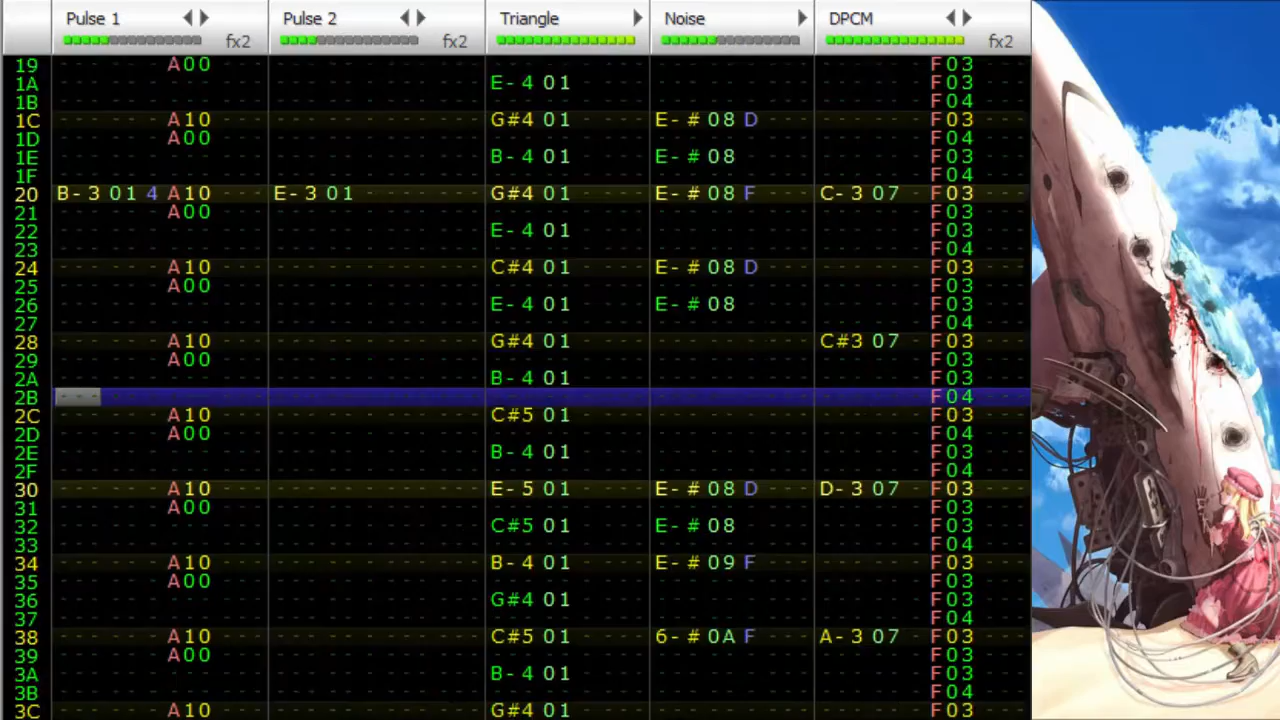 Pulse 1 Pulse 2 Triangle Noise DPCM
fx2 fx2 fx2
19 A00 F03
1A E-4 01 F03
1B F04
1C A10 G#4 01 E-# 08 D F03
1D A00 F04
1E B-4 01 E-# 08 F03
1F F04
20 B-3 01 4 A10 E-3 01 G#4 01 E-# 08 F C-3 07 F03
21 A00 F03
22 E-4 01 F03
23 F04
24 A10 C#4 01 E-# 08 D F03
25 A00 F03
26 E-4 01 E-# 08 F03
27 F04
28 A10 G#4 01 C#3 07 F03
29 A00 F03
2A B-4 01 F03
2B F04
2C A10 C#5 01 F03
2D A00 F04
2E B-4 01 F03
2F F04
30 A10 E-5 01 E-# 08 D D-3 07 F03
31 A00 F03
32 C#5 01 E-# 08 F03
33 F04
34 A10 B-4 01 E-# 09 F F03
35 A00 F03
36 G#4 01 F03
37 F04
38 A10 C#5 01 6-# 0A F A-3 07 F03
39 A00 F03
3A B-4 01 F03
3B F04
3C A10 G#4 01 F03